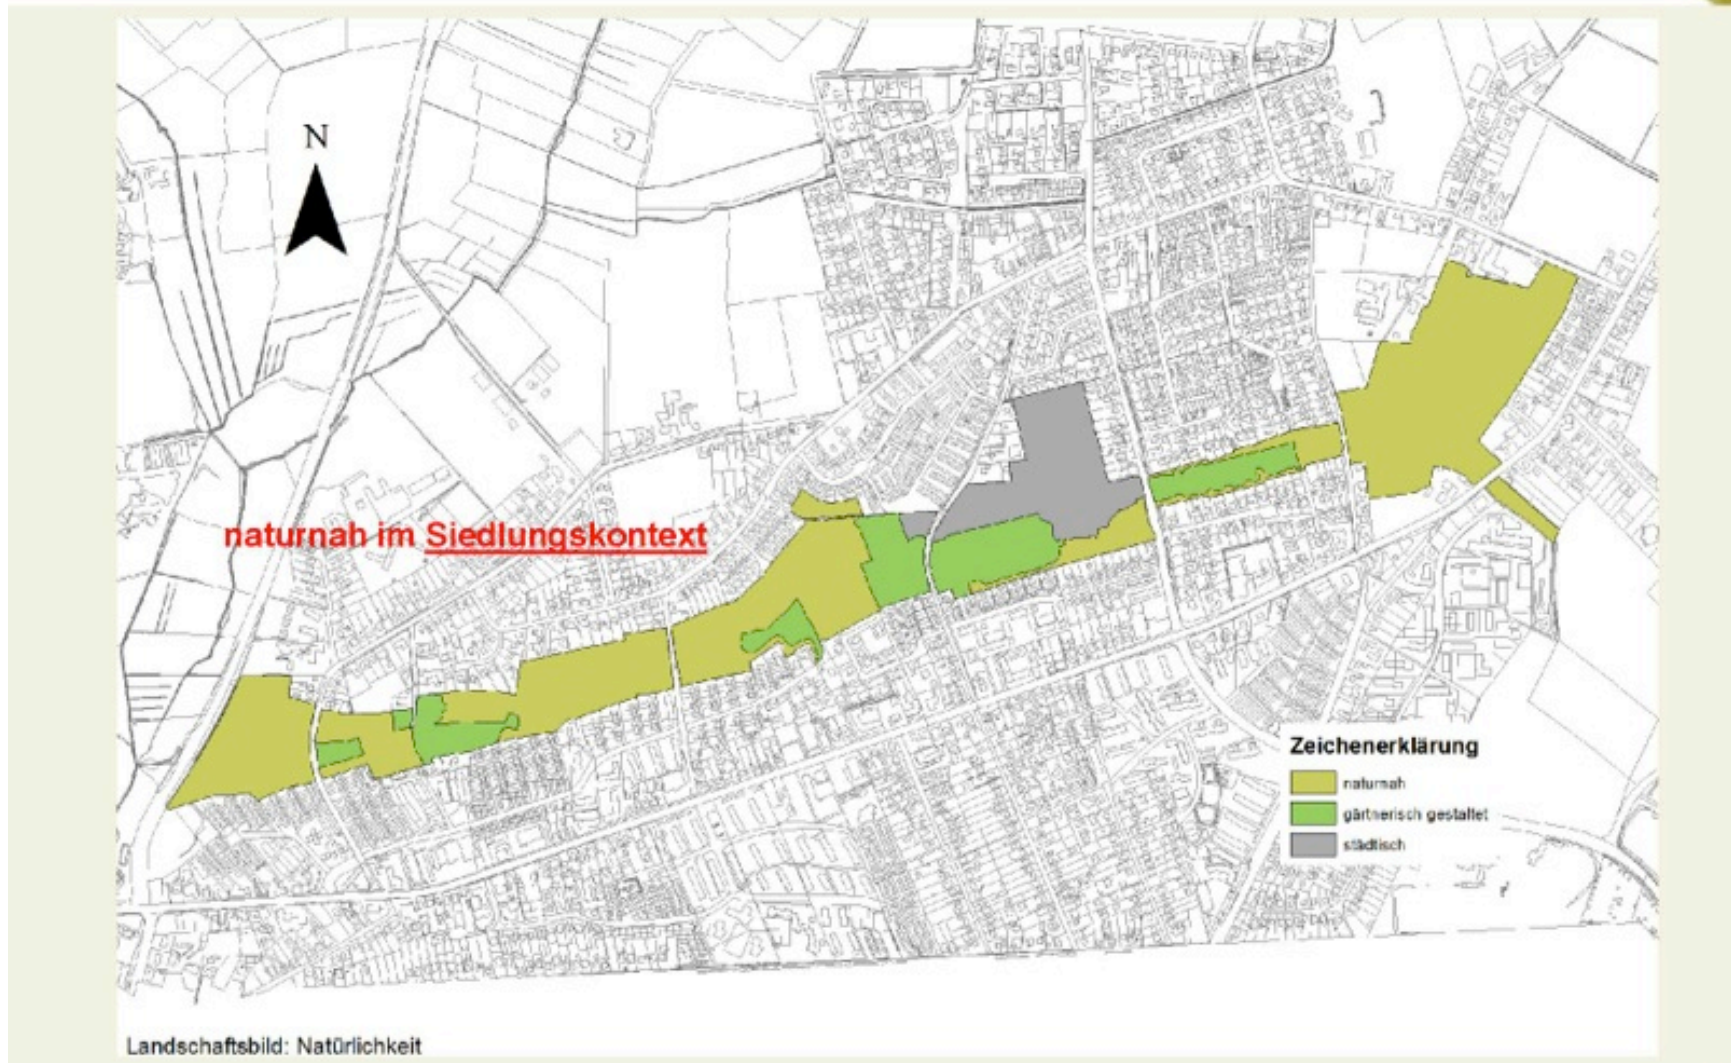 N
naturnah im Siedlungskontext
Zeichenerklärung
naturnah
gärtnerisch gestaltet
städtisch
Landschaftsbild: Natürlichkeit